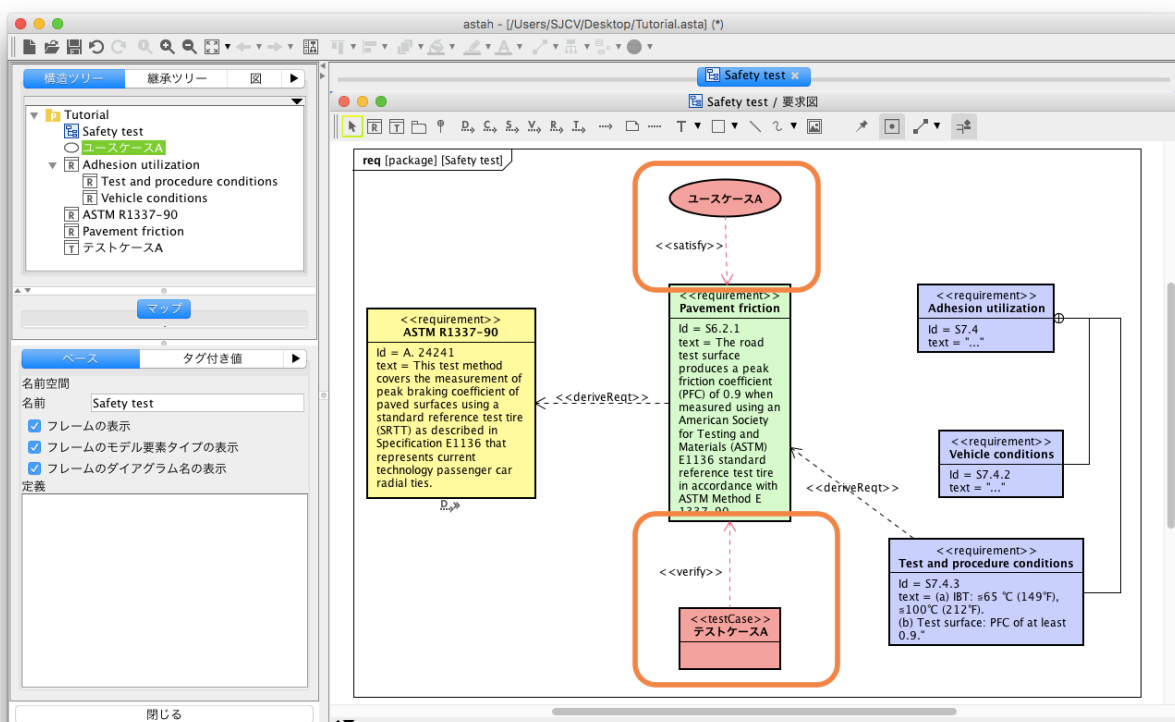 astah - [/Users/SJCV/Desktop/Tutorial.asta] (*)
構造ツリー
継承ツリー
図
Safety test
Tutorial
Safety test
ユースケースA
Adhesion utilization
Test and procedure conditions
Vehicle conditions
ASTM R1337-90
Pavement friction
テストケースA
マップ
ベース
タグ付き値
名前空間
名前
Safety test
フレームの表示
フレームのモデル要素タイプの表示
フレームのダイアグラム名の表示
定義
閉じる
Safety test / 要求図
req [package] [Safety test]
ユースケースA
<<satisfy>>
<<requirement>>
Pavement friction
Id = S6.2.1
text = The road
test surface
produces a peak
friction coefficient
(PFC) of 0.9 when
measured using an
American Society
for Testing and
Materials (ASTM)
E1136 standard
reference test tire
in accordance with
ASTM Method E
1337-90
<<requirement>>
ASTM R1337-90
Id = A. 24241
text = This test method
covers the measurement of
peak braking coefficient of
paved surfaces using a
standard reference test tire
(SRTT) as described in
Specification E1136 that
represents current
technology passenger car
radial ties.
<<deriveReqt>>
<<requirement>>
Adhesion utilization
Id = S7.4
text = "..."
<<requirement>>
Vehicle conditions
Id = S7.4.2
text = "..."
<<deriveReqt>>
<<requirement>>
Test and procedure conditions
Id = S7.4.3
text = (a) IBT: ≤65 ℃ (149°F),
≤100℃ (212°F).
(b) Test surface: PFC of at least
0.9."
<<verify>>
<<testCase>>
テストケースA